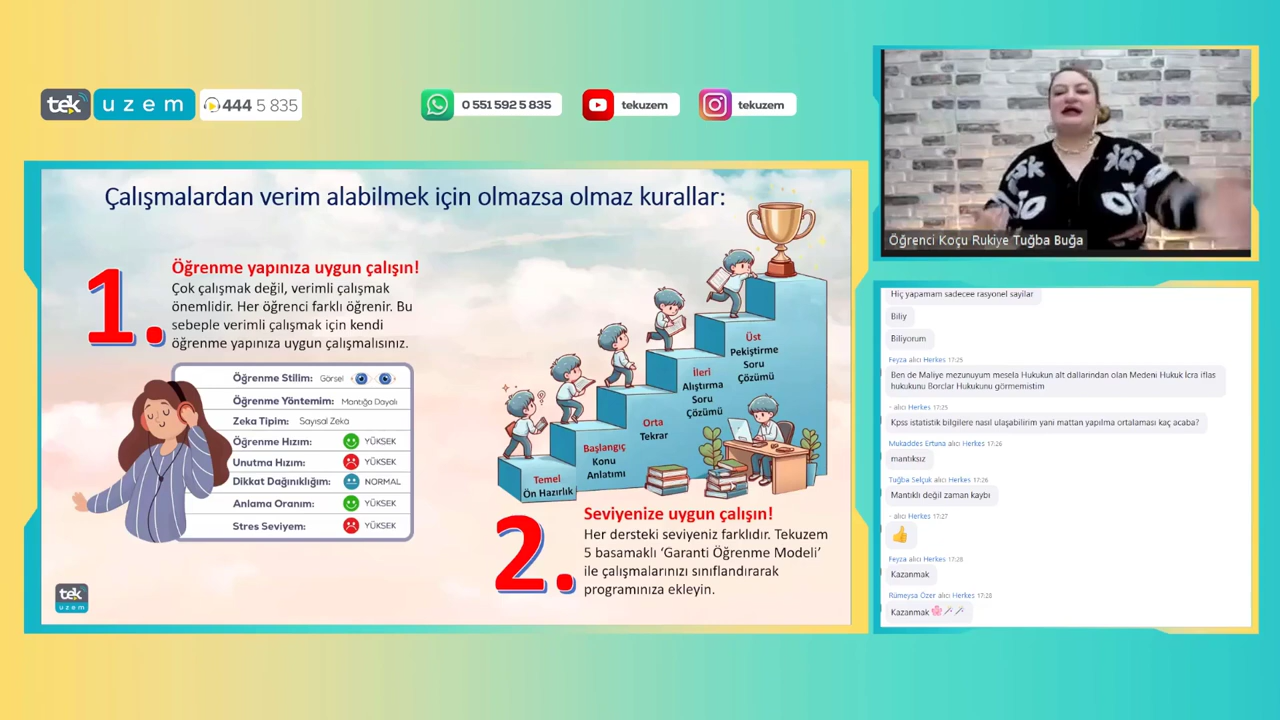 tek uzem 444 5 835
0 551 592 5 835
tekuzem
tekuzem
Çalışmalardan verim alabilmek için olmazsa olmaz kurallar:
1.
Öğrenme yapınıza uygun çalışın!
Çok çalışmak değil, verimli çalışmak
önemlidir. Her öğrenci farklı öğrenir. Bu
sebeple verimli çalışmak için kendi
öğrenme yapınıza uygun çalışmalısınız.
Öğrenme Stilim: Görsel
Öğrenme Yöntemim: Mantığa Dayalı
Zeka Tipim: Sayısal Zeka
Öğrenme Hızım: YÜKSEK
Unutma Hızım: YÜKSEK
Dikkat Dağınıklığım: NORMAL
Anlama Oranım: YÜKSEK
Stres Seviyem: YÜKSEK
Temel
Ön Hazırlık
Başlangıç
Konu
Anlatımı
Orta
Tekrar
İleri
Alıştırma
Soru
Çözümü
Üst
Pekiştirme
Soru
Çözümü
2.
Seviyenize uygun çalışın!
Her dersteki seviyeniz farklıdır. Tekuzem
5 basamaklı ‘Garanti Öğrenme Modeli’
ile çalışmalarınızı sınıflandırarak
programınıza ekleyin.
tek
uzem
Öğrenci Koçu Rukiye Tuğba Buğa
Hiç yapamam sadecee rasyonel sayilar
Biliy
Biliyorum
Feyza alıcı Herkes 17:25
Ben de Maliye mezunuyum mesela Hukukun alt dallarindan olan Medeni Hukuk İcra iflas
hukukunu Borclar Hukukunu görmemistim
- alıcı Herkes 17:25
Kpss istatistik bilgilere nasıl ulaşabilirim yani mattan yapılma ortalaması kaç acaba?
Mukaddes Ertuna alıcı Herkes 17:26
mantıksız
Tuğba Selçuk alıcı Herkes 17:26
Mantıklı değil zaman kaybı
- alıcı Herkes 17:27
👍
Feyza alıcı Herkes 17:28
Kazanmak
Rümeysa Özer alıcı Herkes 17:28
Kazanmak 🌸🪄🪄